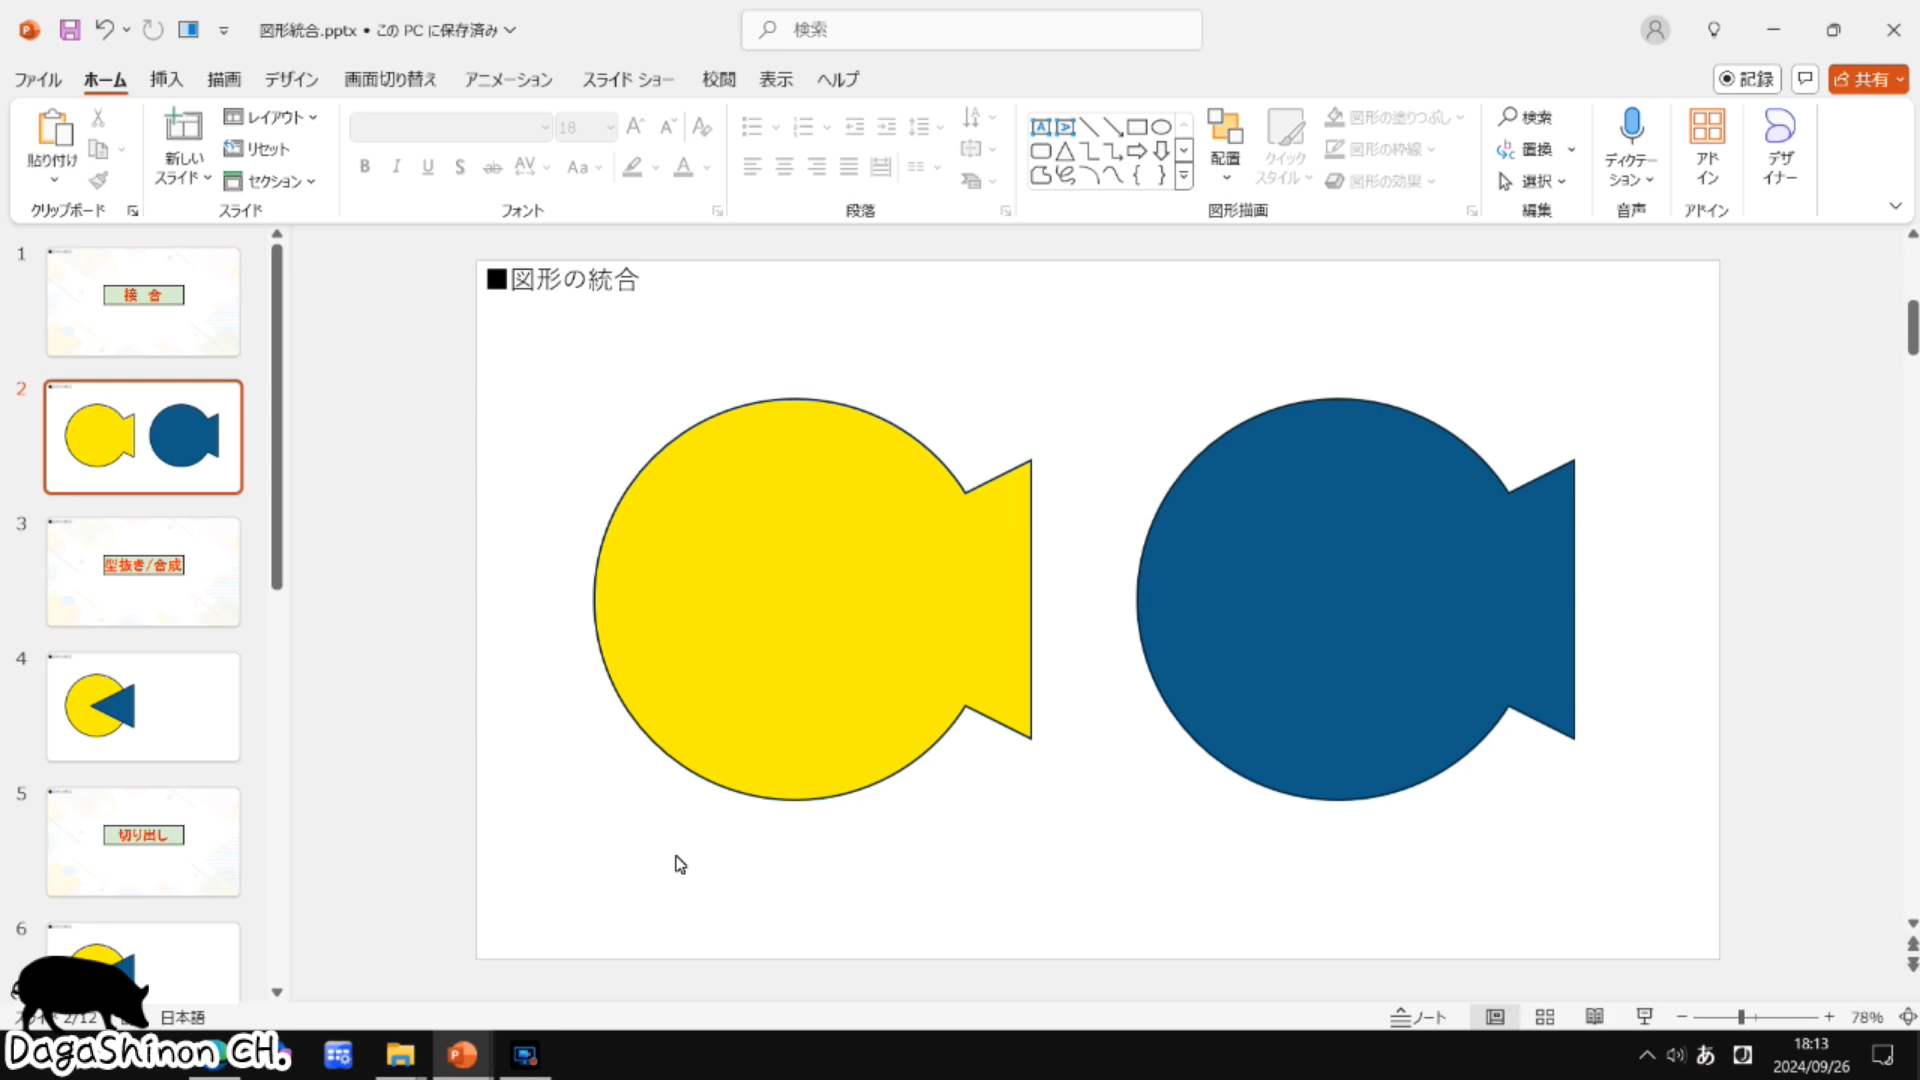 図形統合.pptx • この PC に保存済み
検索
ファイル ホーム 挿入 描画 デザイン 画面切り替え アニメーション スライド ショー 校閲 表示 ヘルプ
記録
共有
貼り付け
クリップボード
新しい
スライド
レイアウト
リセット
セクション
スライド
18
フォント
段落
配置
クイック
スタイル
図形の塗りつぶし
図形の枠線
図形の効果
図形描画
検索
置換
選択
編集
ディクテー
ション
音声
アド
イン
アドイン
デザ
イナー
1
接 合
2
3
型抜き/合成
4
5
切り出し
6
■図形の統合
2/12
日本語
ノート
78%
DagaShinon CH.
あ
18:13
2024/09/26